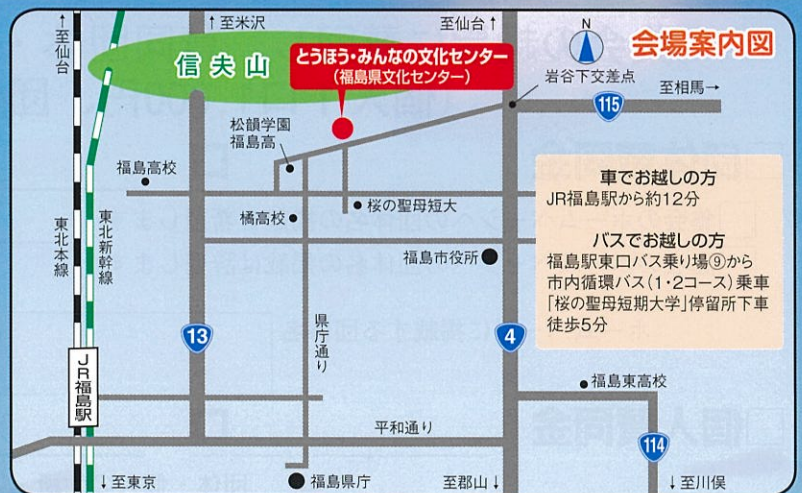 会場案内図
↑至仙台
↑至米沢
至仙台↑
N
信夫山
とうほう・みんなの文化センター
(福島県文化センター)
岩谷下交差点
至相馬→
115
松韻学園
福島高
福島高校
橘高校
桜の聖母短大
東北本線
東北新幹線
福島市役所
車でお越しの方
JR福島駅から約12分
バスでお越しの方
福島駅東口バス乗り場⑨から
市内循環バス(1・2コース)乗車
「桜の聖母短期大学」停留所下車
徒歩5分
13
県庁通り
4
JR福島駅
福島東高校
平和通り
114
↓至東京
福島県庁
至郡山↓
↓至川俣